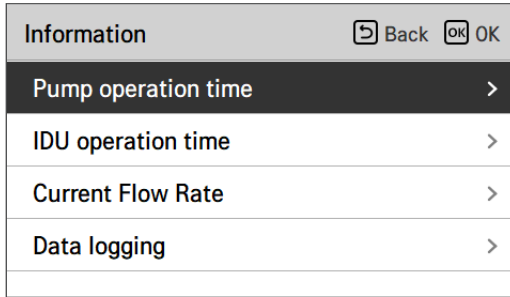 Information Back OK OK
Pump operation time >
IDU operation time >
Current Flow Rate >
Data logging >